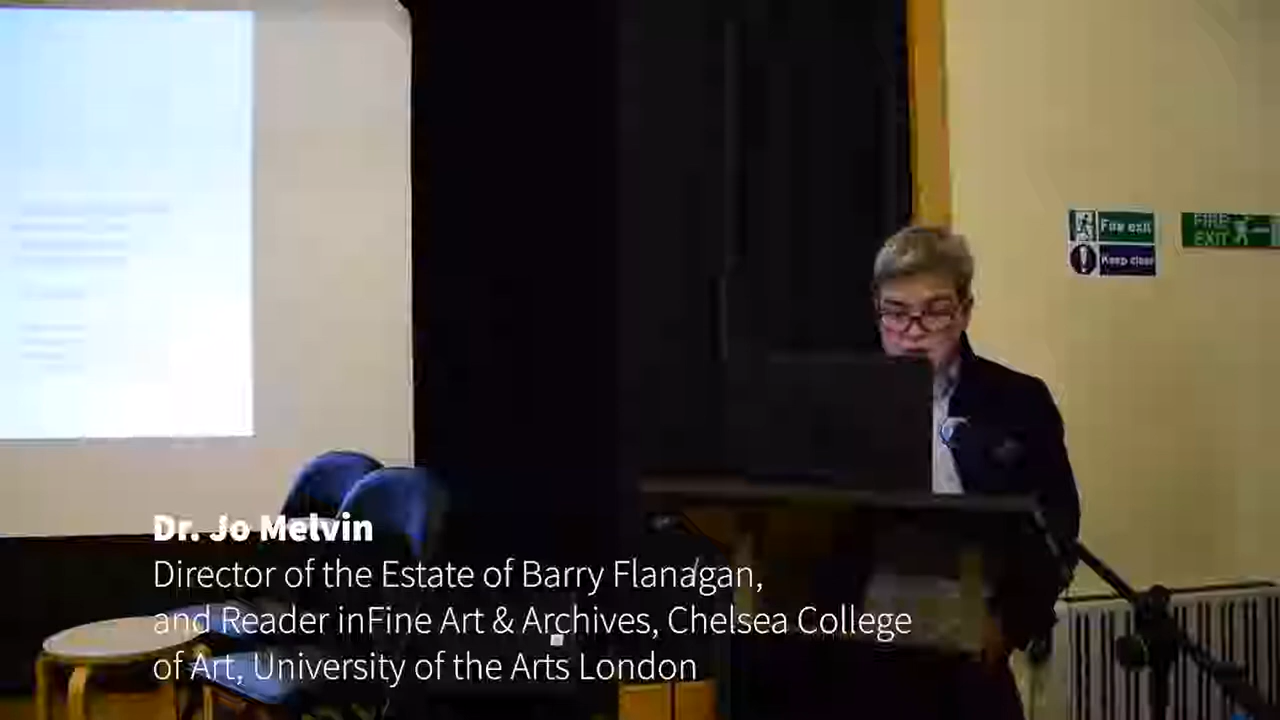 Fire exit
Keep clear
FIRE
EXIT
Dr. Jo Melvin
Director of the Estate of Barry Flanagan,
and Reader inFine Art & Archives, Chelsea College
of Art, University of the Arts London